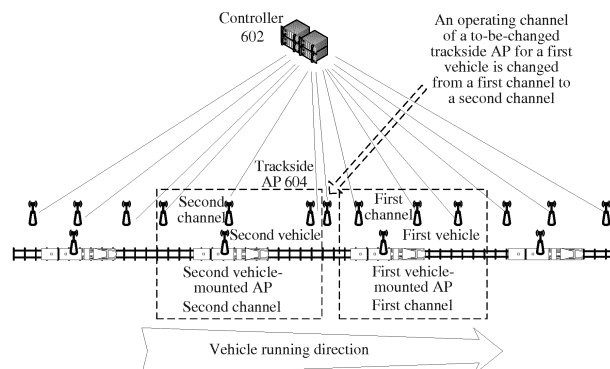 Controller
602
An operating channel
of a to-be-changed
trackside AP for a first
vehicle is changed
from a first channel to
a second channel
Trackside
AP 604
Second
channel
First
channel
Second vehicle
First vehicle
Second vehicle-
mounted AP
Second channel
First vehicle-
mounted AP
First channel
Vehicle running direction